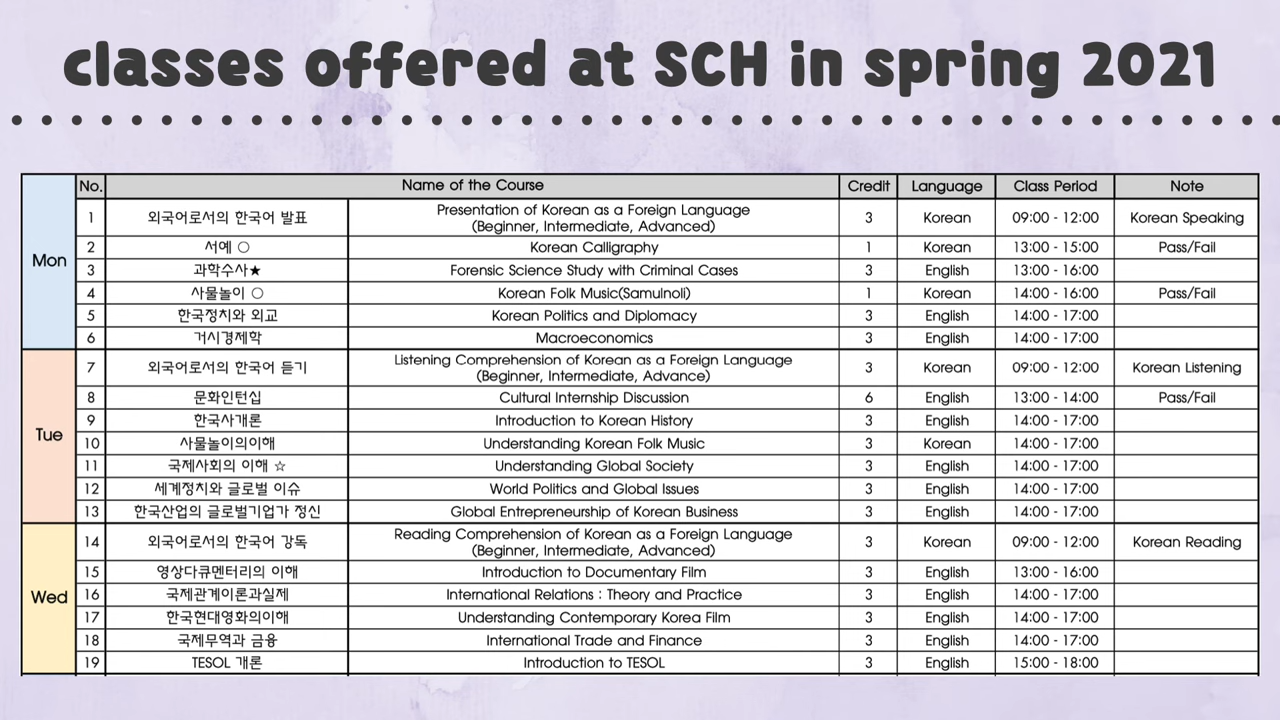 classes offered at SCH in spring 2021
No. Name of the Course Credit Language Class Period Note
Mon
1 외국어로서의 한국어 발표 Presentation of Korean as a Foreign Language (Beginner, Intermediate, Advanced) 3 Korean 09:00 - 12:00 Korean Speaking
2 서예 ○ Korean Calligraphy 1 Korean 13:00 - 15:00 Pass/Fail
3 과학수사★ Forensic Science Study with Criminal Cases 3 English 13:00 - 16:00
4 사물놀이 ○ Korean Folk Music(Samulnoli) 1 Korean 14:00 - 16:00 Pass/Fail
5 한국정치와 외교 Korean Politics and Diplomacy 3 English 14:00 - 17:00
6 거시경제학 Macroeconomics 3 English 14:00 - 17:00
Tue
7 외국어로서의 한국어 듣기 Listening Comprehension of Korean as a Foreign Language (Beginner, Intermediate, Advance) 3 Korean 09:00 - 12:00 Korean Listening
8 문화인턴십 Cultural Internship Discussion 6 English 13:00 - 14:00 Pass/Fail
9 한국사개론 Introduction to Korean History 3 English 14:00 - 17:00
10 사물놀이의이해 Understanding Korean Folk Music 3 Korean 14:00 - 17:00
11 국제사회의 이해 ☆ Understanding Global Society 3 English 14:00 - 17:00
12 세계정치와 글로벌 이슈 World Politics and Global Issues 3 English 14:00 - 17:00
13 한국산업의 글로벌기업가 정신 Global Entrepreneurship of Korean Business 3 English 14:00 - 17:00
Wed
14 외국어로서의 한국어 강독 Reading Comprehension of Korean as a Foreign Language (Beginner, Intermediate, Advanced) 3 Korean 09:00 - 12:00 Korean Reading
15 영상다큐멘터리의 이해 Introduction to Documentary Film 3 English 13:00 - 16:00
16 국제관계이론과실제 International Relations : Theory and Practice 3 English 14:00 - 17:00
17 한국현대영화의이해 Understanding Contemporary Korea Film 3 English 14:00 - 17:00
18 국제무역과 금융 International Trade and Finance 3 English 14:00 - 17:00
19 TESOL 개론 Introduction to TESOL 3 English 15:00 - 18:00